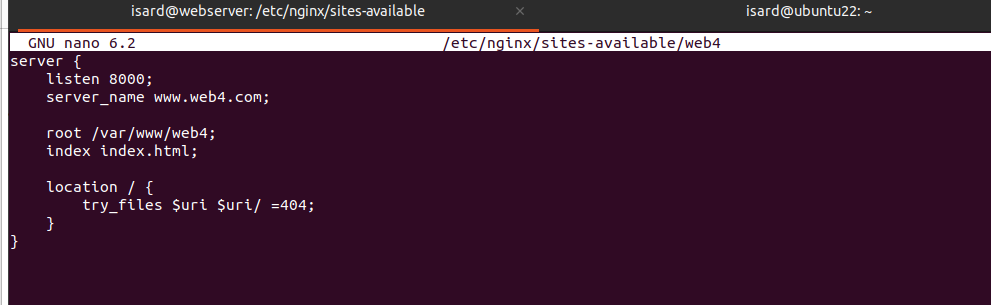 isard@webserver: /etc/nginx/sites-available × isard@ubuntu22: ~
GNU nano 6.2 /etc/nginx/sites-available/web4
server {
    listen 8000;
    server_name www.web4.com;

    root /var/www/web4;
    index index.html;

    location / {
        try_files $uri $uri/ =404;
    }
}